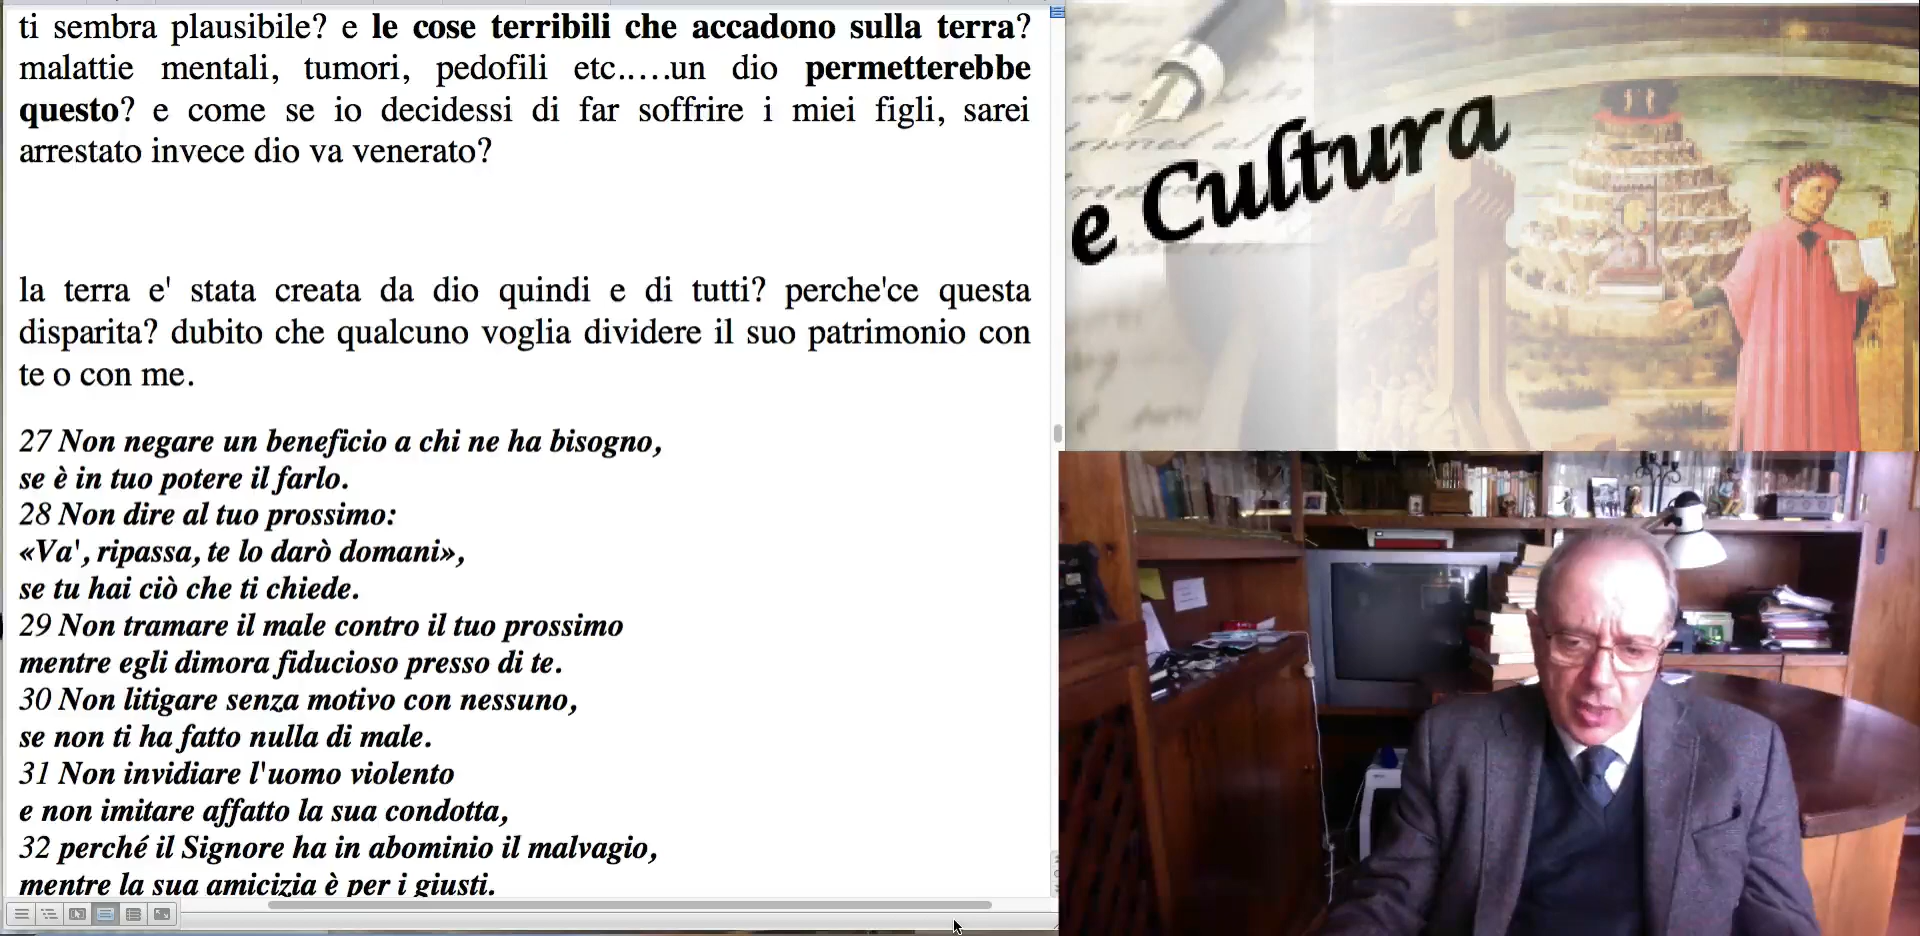 ti sembra plausibile? e le cose terribili che accadono sulla terra?
malattie mentali, tumori, pedofili etc.….un dio permetterebbe
questo? e come se io decidessi di far soffrire i miei figli, sarei
arrestato invece dio va venerato?
la terra e' stata creata da dio quindi e di tutti? perche'ce questa
disparita? dubito che qualcuno voglia dividere il suo patrimonio con
te o con me.
27 Non negare un beneficio a chi ne ha bisogno,
se è in tuo potere il farlo.
28 Non dire al tuo prossimo:
«Va', ripassa, te lo darò domani»,
se tu hai ciò che ti chiede.
29 Non tramare il male contro il tuo prossimo
mentre egli dimora fiducioso presso di te.
30 Non litigare senza motivo con nessuno,
se non ti ha fatto nulla di male.
31 Non invidiare l'uomo violento
e non imitare affatto la sua condotta,
32 perché il Signore ha in abominio il malvagio,
mentre la sua amicizia è per i giusti.
e Cultura